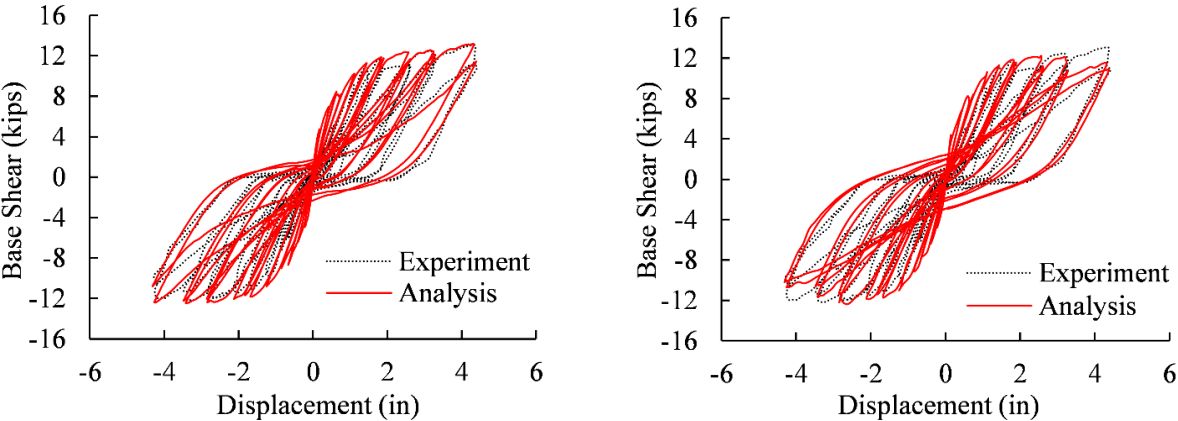 16
12
8
4
0
-4
-8
-12
-16
Base Shear (kips)
-6 -4 -2 0 2 4 6
Displacement (in)
Experiment
Analysis
16
12
8
4
0
-4
-8
-12
-16
Base Shear (kips)
-6 -4 -2 0 2 4 6
Displacement (in)
Experiment
Analysis